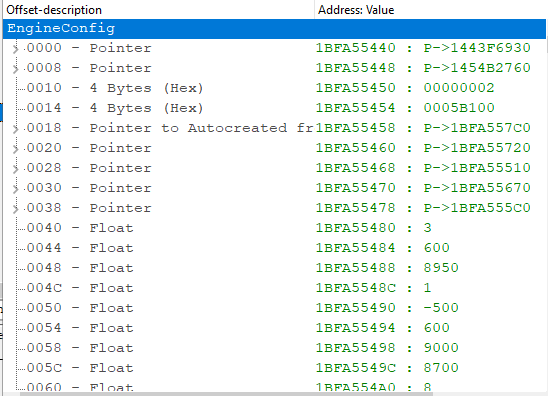 Offset-description Address: Value
EngineConfig
0000 - Pointer 1BFA55440 : P->1443F6930
0008 - Pointer 1BFA55448 : P->1454B2760
0010 - 4 Bytes (Hex) 1BFA55450 : 00000002
0014 - 4 Bytes (Hex) 1BFA55454 : 0005B100
0018 - Pointer to Autocreated fr 1BFA55458 : P->1BFA557C0
0020 - Pointer 1BFA55460 : P->1BFA55720
0028 - Pointer 1BFA55468 : P->1BFA55510
0030 - Pointer 1BFA55470 : P->1BFA55670
0038 - Pointer 1BFA55478 : P->1BFA555C0
0040 - Float 1BFA55480 : 3
0044 - Float 1BFA55484 : 600
0048 - Float 1BFA55488 : 8950
004C - Float 1BFA5548C : 1
0050 - Float 1BFA55490 : -500
0054 - Float 1BFA55494 : 600
0058 - Float 1BFA55498 : 9000
005C - Float 1BFA5549C : 8700
0060 - Float 1BFA554A0 : 8